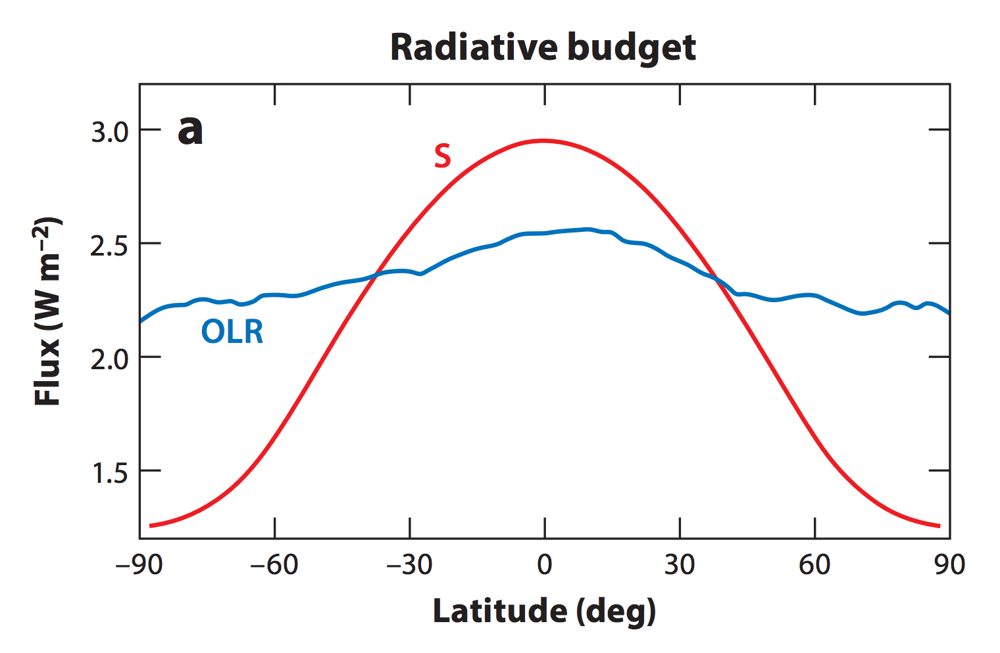 Radiative budget
a
S
OLR
3.0
2.5
2.0
1.5
Flux (W m⁻²)
−90 −60 −30 0 30 60 90
Latitude (deg)